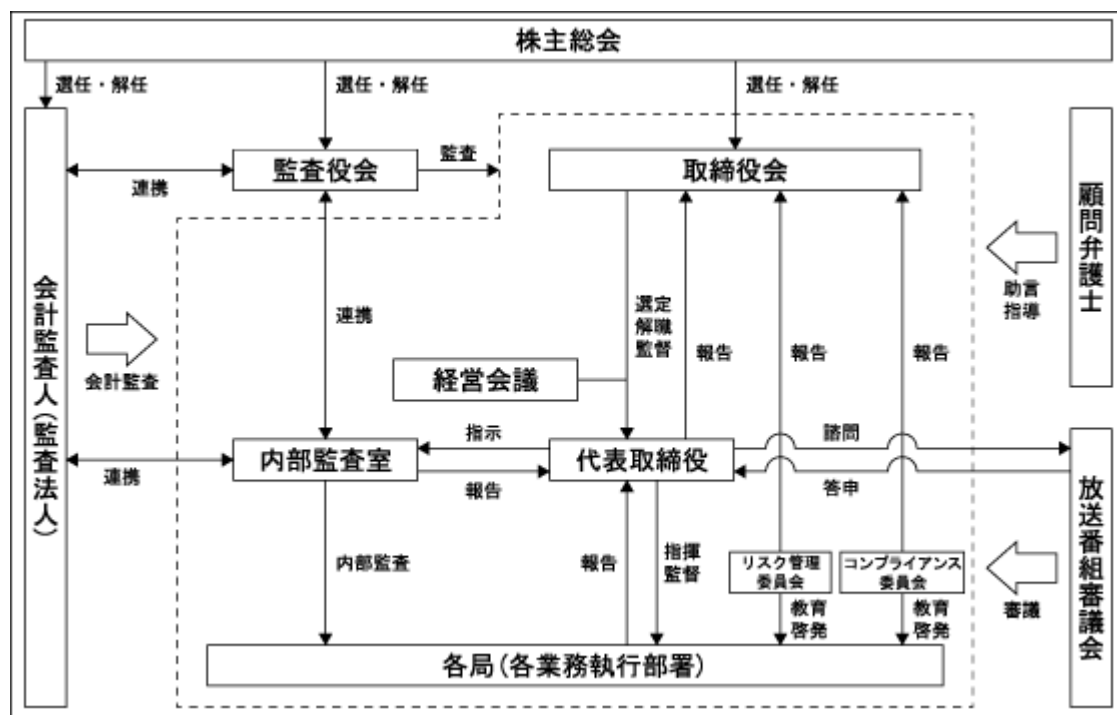 株主総会
選任・解任
選任・解任
選任・解任
監査役会
監査
取締役会
連携
顧問弁護士
助言
指導
会計監査人(監査法人)
会計監査
連携
選定
解職
監督
報告
報告
報告
経営会議
指示
諮問
内部監査室
代表取締役
連携
報告
答申
放送番組審議会
内部監査
報告
指揮
監督
リスク管理
委員会
コンプライアンス
委員会
審議
教育
啓発
教育
啓発
各局(各業務執行部署)